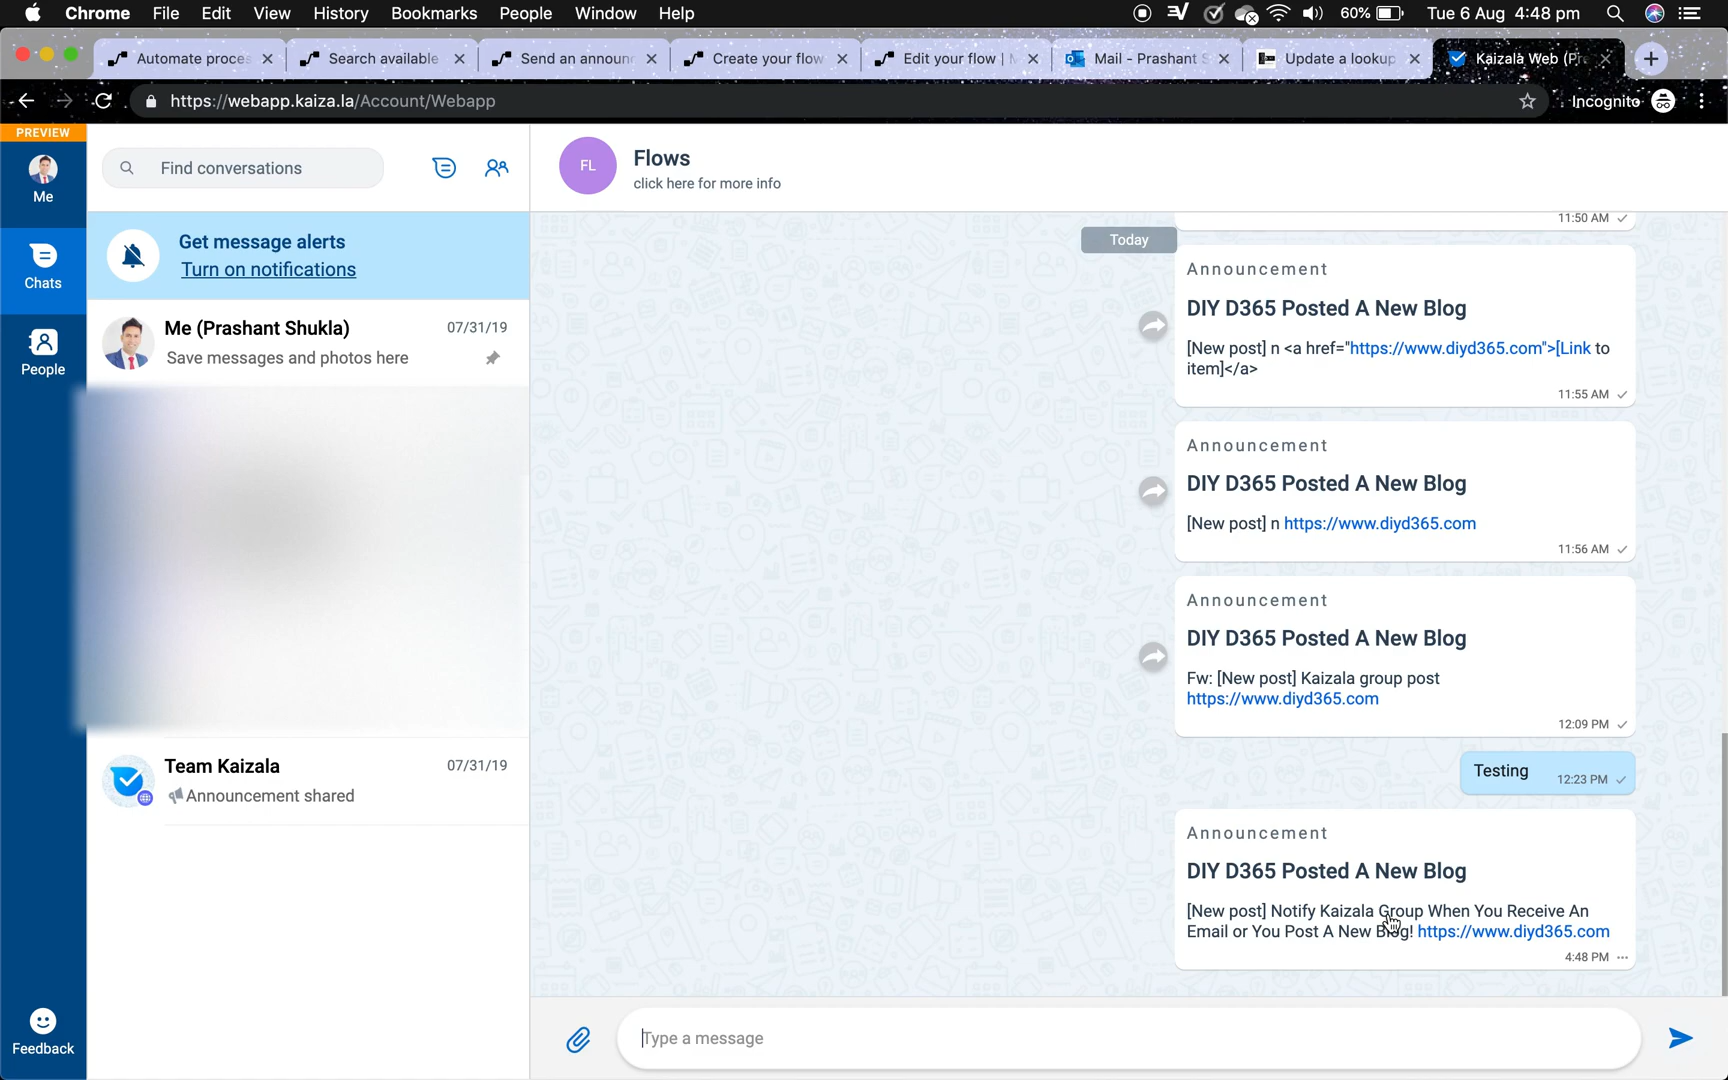 Chrome File Edit View History Bookmarks People Window Help 60% Tue 6 Aug 4:48 pm
Automate proces Search available Send an announ Create your flow Edit your flow | M Mail - Prashant S Update a lookup Kaizala Web (Pre
https://webapp.kaiza.la/Account/Webapp Incognito
PREVIEW
Me
Chats
People
Feedback
Find conversations
Get message alerts
Turn on notifications
Me (Prashant Shukla) 07/31/19
Save messages and photos here
Team Kaizala 07/31/19
Announcement shared
FL
Flows
click here for more info
11:50 AM
Today
Announcement
DIY D365 Posted A New Blog
[New post] n <a href="https://www.diyd365.com">[Link to
item]</a>
11:55 AM
Announcement
DIY D365 Posted A New Blog
[New post] n https://www.diyd365.com
11:56 AM
Announcement
DIY D365 Posted A New Blog
Fw: [New post] Kaizala group post
https://www.diyd365.com
12:09 PM
Testing 12:23 PM
Announcement
DIY D365 Posted A New Blog
[New post] Notify Kaizala Group When You Receive An
Email or You Post A New Blog! https://www.diyd365.com
4:48 PM
Type a message